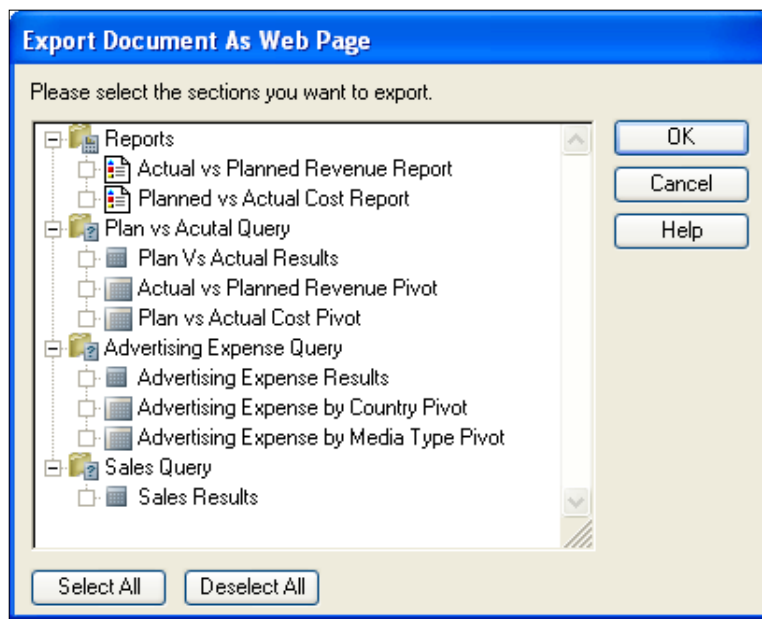 Export Document As Web Page
Please select the sections you want to export.
Reports
Actual vs Planned Revenue Report
Planned vs Actual Cost Report
Plan vs Acutal Query
Plan Vs Actual Results
Actual vs Planned Revenue Pivot
Plan vs Actual Cost Pivot
Advertising Expense Query
Advertising Expense Results
Advertising Expense by Country Pivot
Advertising Expense by Media Type Pivot
Sales Query
Sales Results
OK
Cancel
Help
Select All
Deselect All